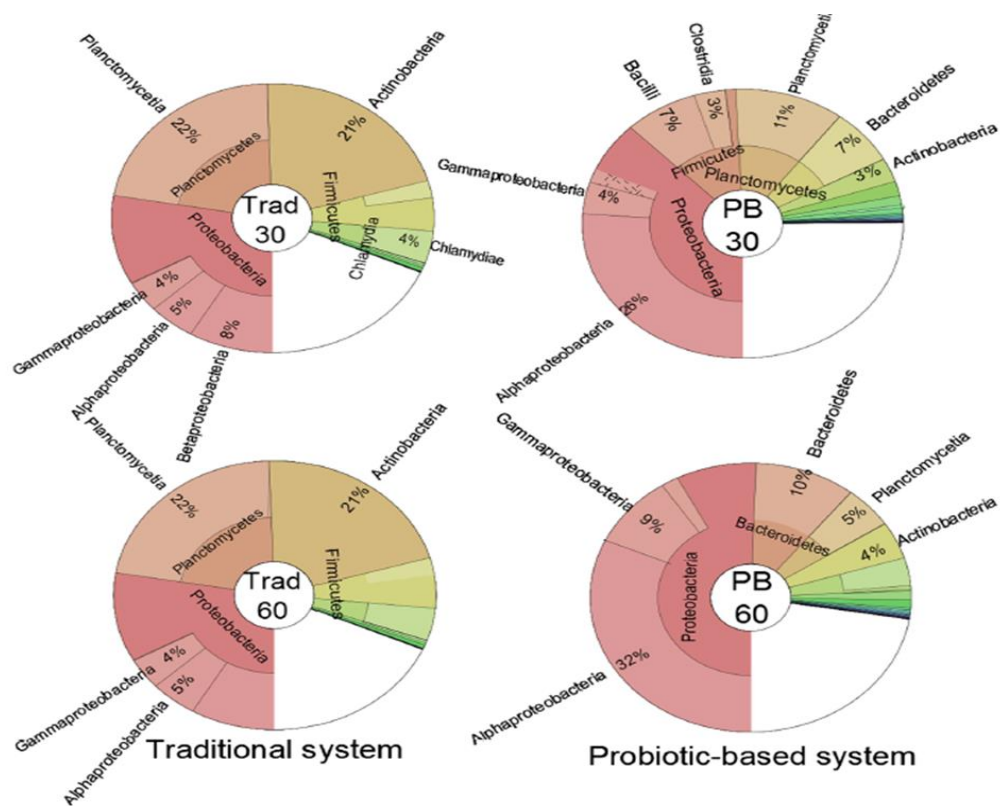 Planctomycetia
22%
Planctomycetes
Actinobacteria
21%
Firmicutes
Trad
30
Chlamydia
4%
Chlamydiae
Proteobacteria
4%
Gammaproteobacteria
5%
Alphaproteobacteria
8%
Betaproteobacteria
Bacilli
7%
Clostridia
3%
Firmicutes
11%
Planctomyceti
Planctomycetes
Bacteroidetes
7%
Actinobacteria
3%
PB
30
Gammaproteobacteria
4%
Proteobacteria
26%
Alphaproteobacteria
Planctomycetia
22%
Planctomycetes
Actinobacteria
21%
Firmicutes
Trad
60
Proteobacteria
4%
Gammaproteobacteria
5%
Alphaproteobacteria
Traditional system
Gammaproteobacteria
9%
Bacteroidetes
10%
Bacteroidetes
Planctomycetia
5%
Actinobacteria
4%
PB
60
Proteobacteria
32%
Alphaproteobacteria
Probiotic-based system